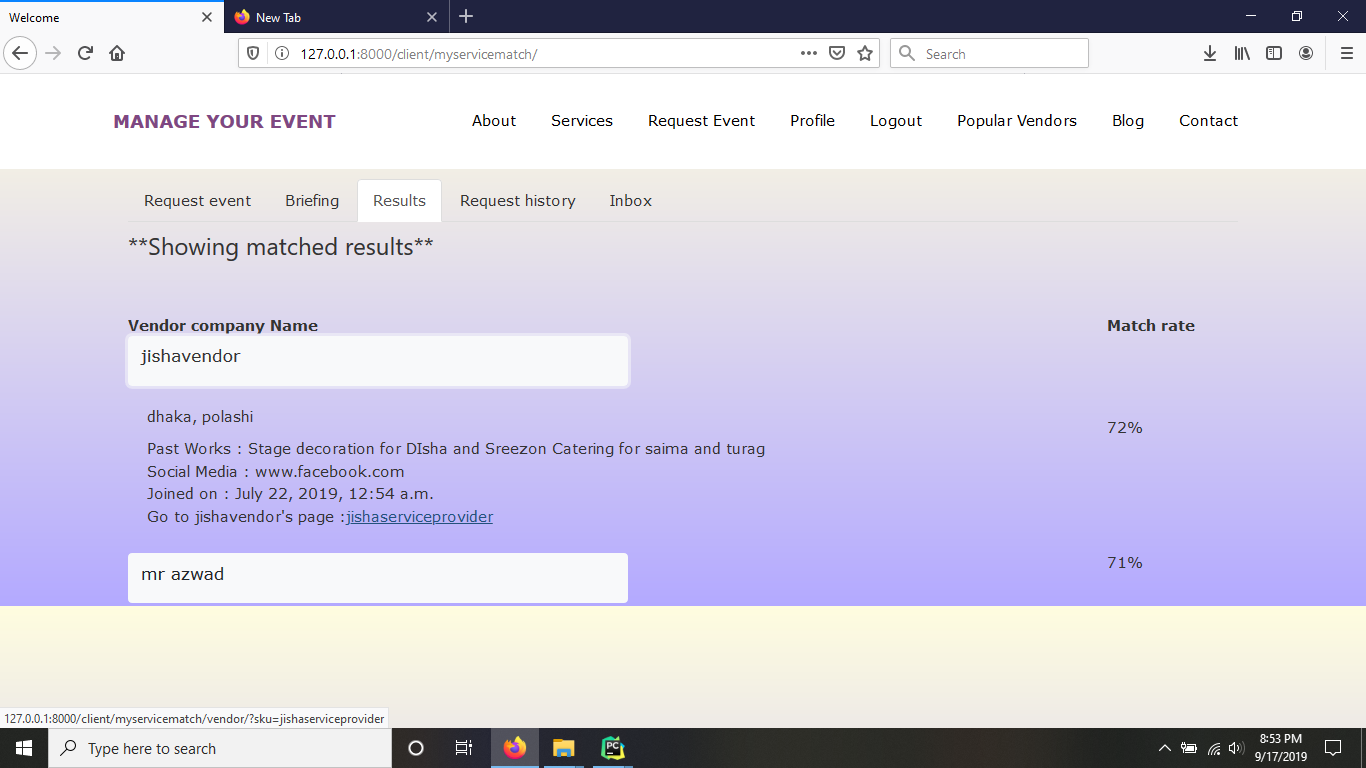 Welcome
New Tab
127.0.0.1:8000/client/myservicematch/
Search
MANAGE YOUR EVENT
About Services Request Event Profile Logout Popular Vendors Blog Contact
Request event Briefing Results Request history Inbox
**Showing matched results**
Vendor company Name Match rate
jishavendor
dhaka, polashi
72%
Past Works : Stage decoration for DIsha and Sreezon Catering for saima and turag
Social Media : www.facebook.com
Joined on : July 22, 2019, 12:54 a.m.
Go to jishavendor's page :jishaserviceprovider
mr azwad 71%
127.0.0.1:8000/client/myservicematch/vendor/?sku=jishaserviceprovider
Type here to search
PC
8:53 PM
9/17/2019